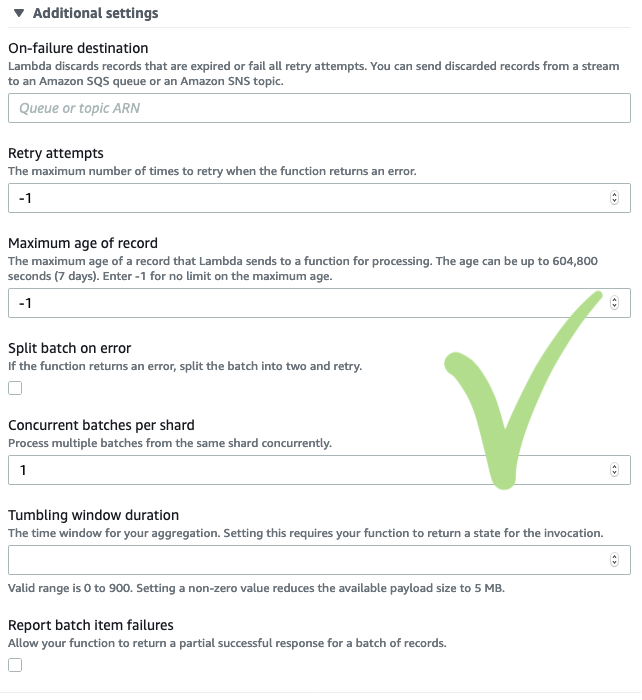 Additional settings
On-failure destination
Lambda discards records that are expired or fail all retry attempts. You can send discarded records from a stream
to an Amazon SQS queue or an Amazon SNS topic.
Queue or topic ARN
Retry attempts
The maximum number of times to retry when the function returns an error.
-1
Maximum age of record
The maximum age of a record that Lambda sends to a function for processing. The age can be up to 604,800
seconds (7 days). Enter -1 for no limit on the maximum age.
-1
Split batch on error
If the function returns an error, split the batch into two and retry.
Concurrent batches per shard
Process multiple batches from the same shard concurrently.
1
Tumbling window duration
The time window for your aggregation. Setting this requires your function to return a state for the invocation.
Valid range is 0 to 900. Setting a non-zero value reduces the available payload size to 5 MB.
Report batch item failures
Allow your function to return a partial successful response for a batch of records.